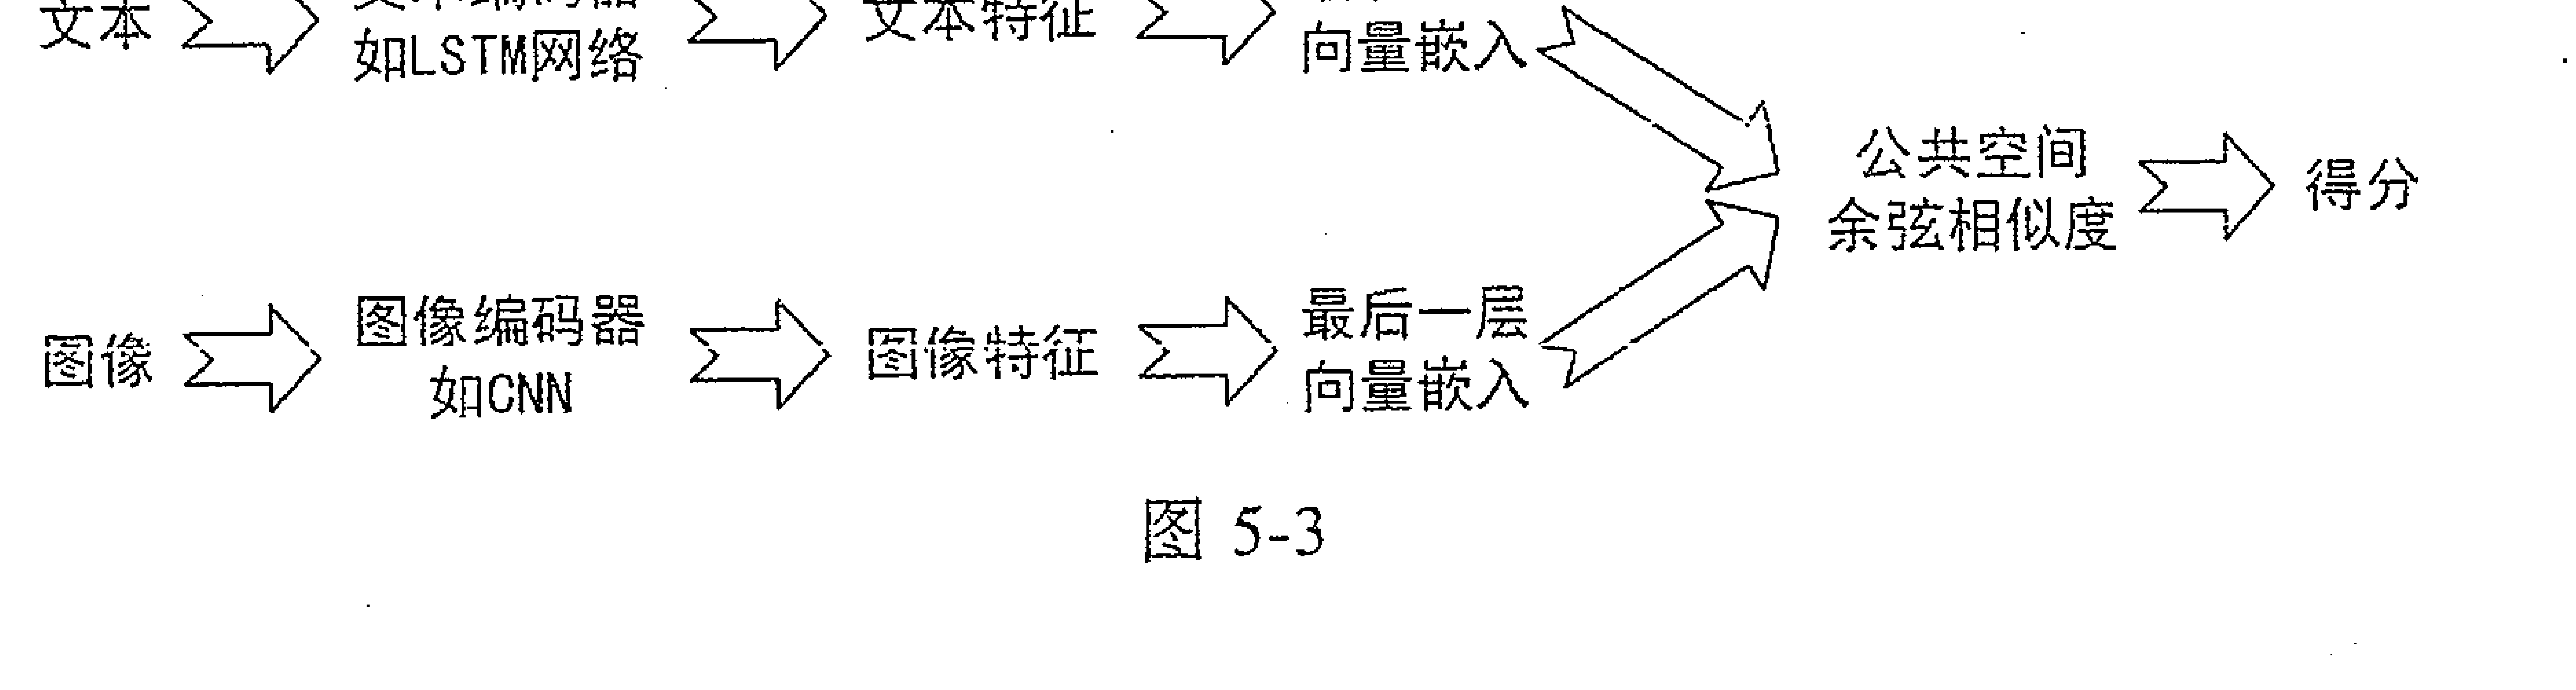 文本
如LSTM网络
文本特征
向量嵌入
公共空间
余弦相似度
得分
图像
图像编码器
如CNN
图像特征
最后一层
向量嵌入
图 5-3